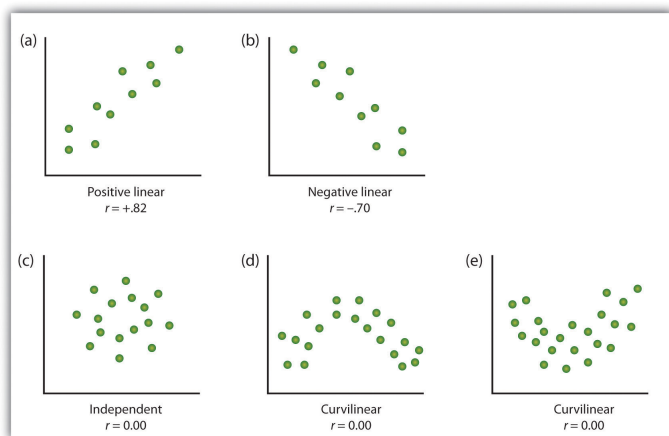 (a)
Positive linear
r = +.82
(b)
Negative linear
r = –.70
(c)
Independent
r = 0.00
(d)
Curvilinear
r = 0.00
(e)
Curvilinear
r = 0.00